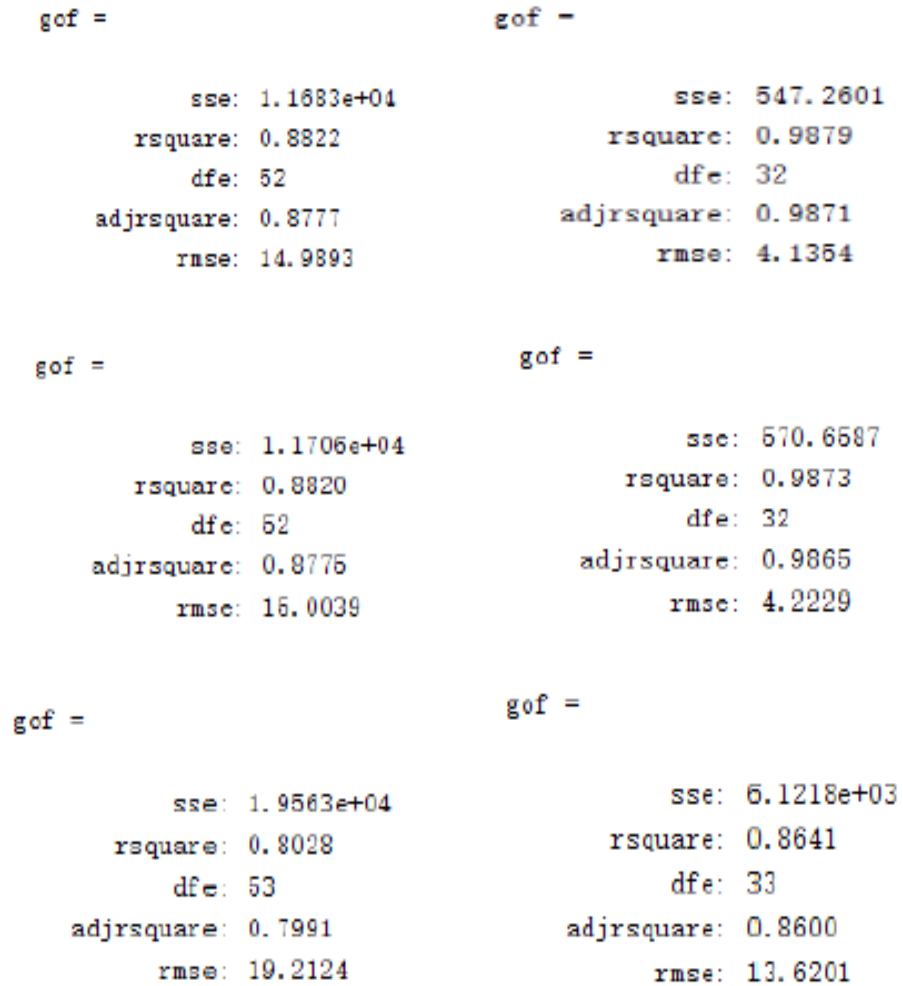 gof =
sse: 1.1683e+04
rsquare: 0.8822
dfe: 52
adjrsquare: 0.8777
rmse: 14.9893
gof =
sse: 547.2601
rsquare: 0.9879
dfe: 32
adjrsquare: 0.9871
rmse: 4.1354
gof =
sse: 1.1706e+04
rsquare: 0.8820
dfe: 52
adjrsquare: 0.8775
rmse: 15.0039
gof =
sse: 570.6587
rsquare: 0.9873
dfe: 32
adjrsquare: 0.9865
rmse: 4.2229
gof =
sse: 1.9563e+04
rsquare: 0.8028
dfe: 53
adjrsquare: 0.7991
rmse: 19.2124
gof =
sse: 6.1218e+03
rsquare: 0.8641
dfe: 33
adjrsquare: 0.8600
rmse: 13.6201